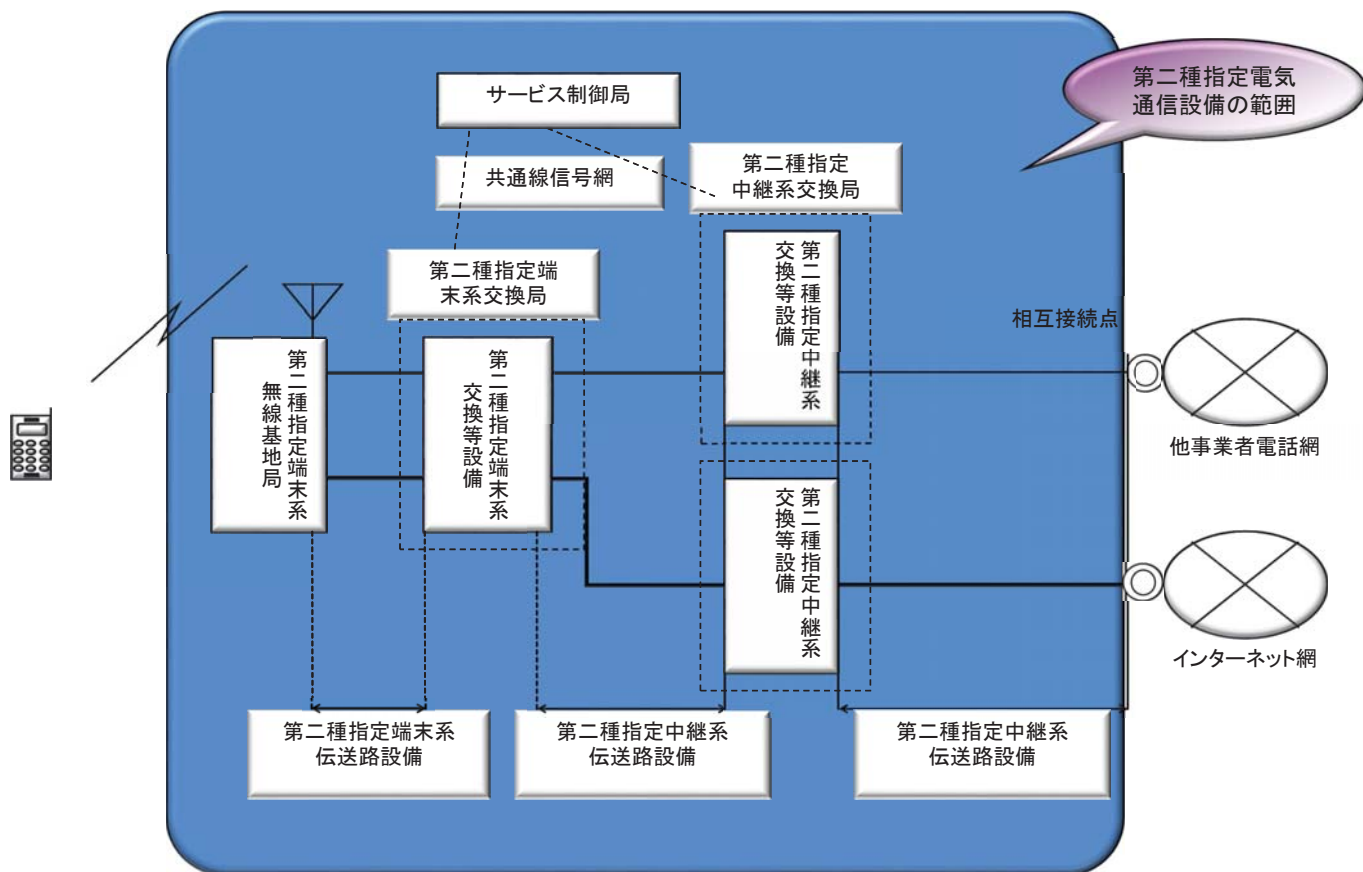 第二種指定電気
通信設備の範囲
サービス制御局
共通線信号網
第二種指定
中継系交換局
第二種指定端
末系交換局
第二種指定中継系
交換等設備
相互接続点
第二種指定端末系
無線基地局
第二種指定端末系
交換等設備
他事業者電話網
第二種指定中継系
交換等設備
インターネット網
第二種指定端末系
伝送路設備
第二種指定中継系
伝送路設備
第二種指定中継系
伝送路設備